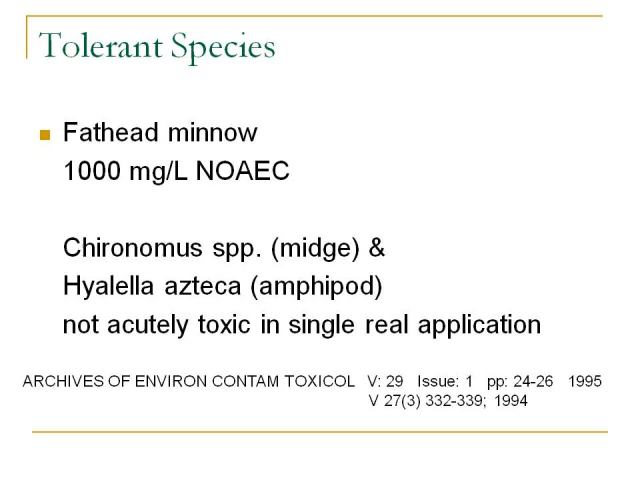 Tolerant Species
Fathead minnow
1000 mg/L NOAEC
Chironomus spp. (midge) &
Hyalella azteca (amphipod)
not acutely toxic in single real application
ARCHIVES OF ENVIRON CONTAM TOXICOL V: 29 Issue: 1 pp: 24-26 1995
V 27(3) 332-339; 1994